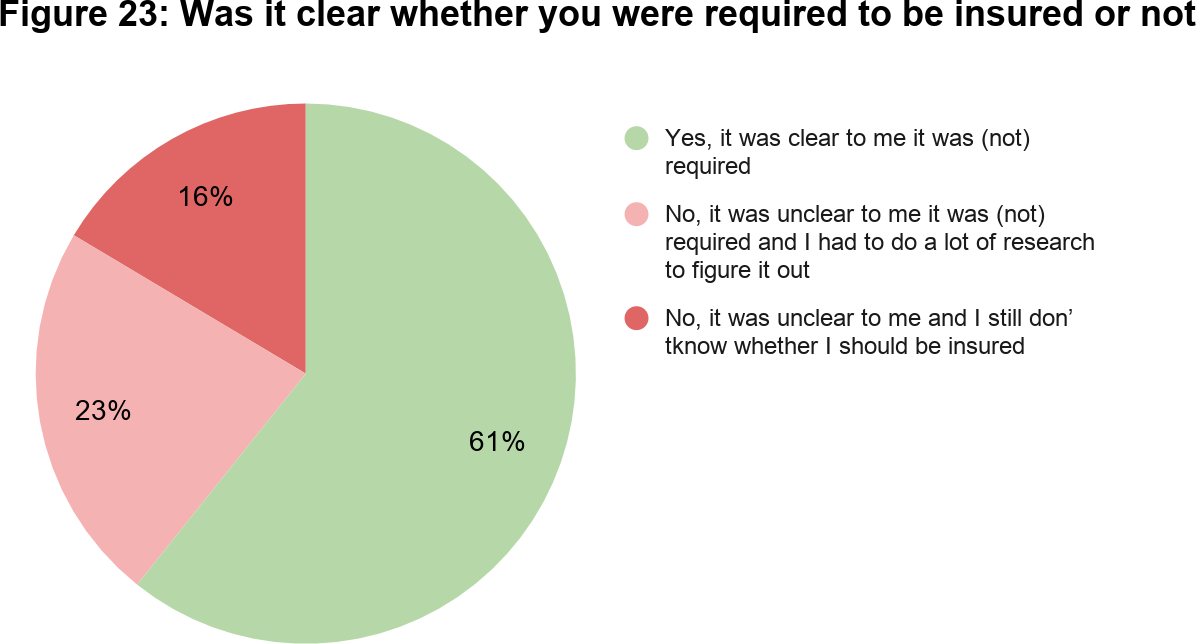 Figure 23: Was it clear whether you were required to be insured or not
Yes, it was clear to me it was (not)
required
No, it was unclear to me it was (not)
required and I had to do a lot of research
to figure it out
No, it was unclear to me and I still don’
tknow whether I should be insured
16%
23%
61%